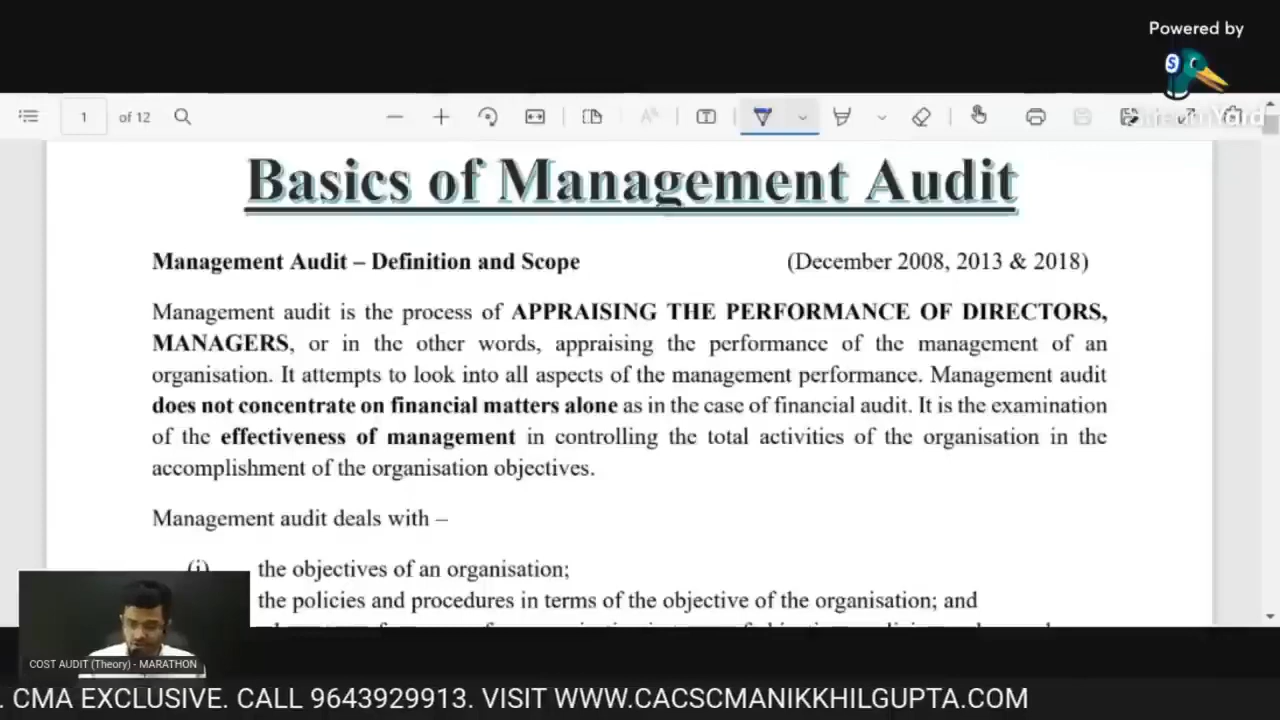 Powered by
S
1 of 12
Basics of Management Audit
Management Audit – Definition and Scope (December 2008, 2013 & 2018)
Management audit is the process of APPRAISING THE PERFORMANCE OF DIRECTORS,
MANAGERS, or in the other words, appraising the performance of the management of an
organisation. It attempts to look into all aspects of the management performance. Management audit
does not concentrate on financial matters alone as in the case of financial audit. It is the examination
of the effectiveness of management in controlling the total activities of the organisation in the
accomplishment of the organisation objectives.
Management audit deals with –
(i) the objectives of an organisation;
the policies and procedures in terms of the objective of the organisation; and
COST AUDIT (Theory) - MARATHON
. CMA EXCLUSIVE. CALL 9643929913. VISIT WWW.CACSCMANIKKHILGUPTA.COM